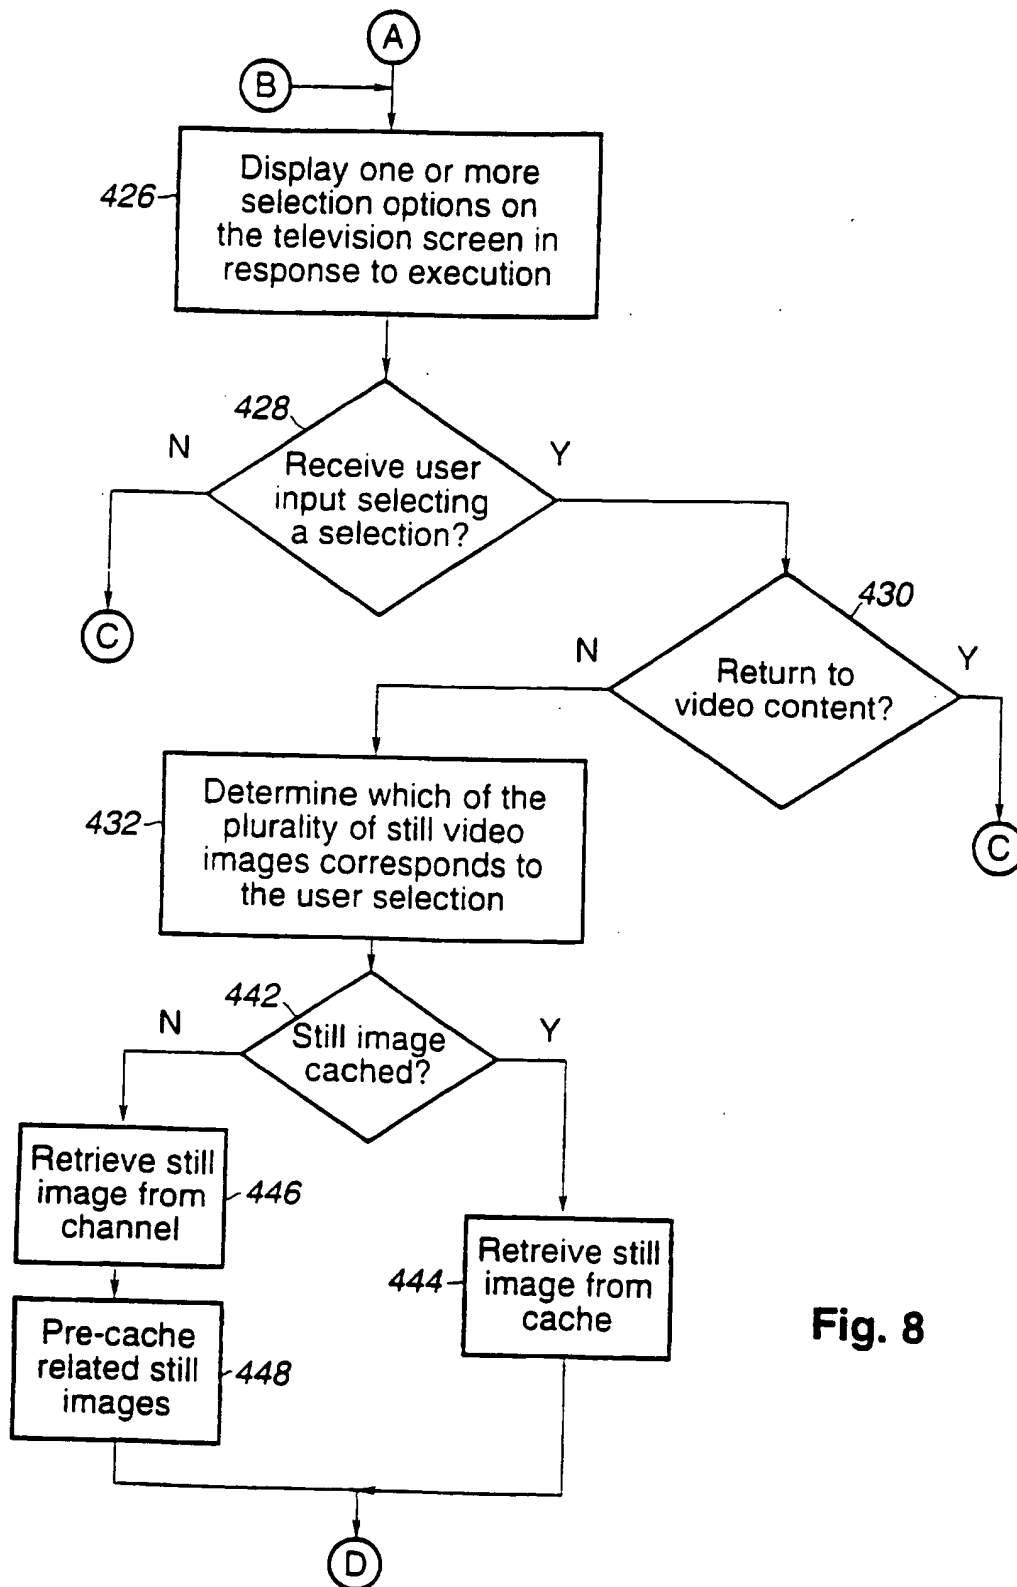 A
B
426
Display one or more
selection options on
the television screen in
response to execution
428
N
Y
Receive user
input selecting
a selection?
C
430
N
Y
Return to
video content?
C
432
Determine which of the
plurality of still video
images corresponds to
the user selection
442
N
Y
Still image
cached?
Retrieve still
image from
channel
446
444
Retreive still
image from
cache
Pre-cache
related still
images
448
Fig. 8
D